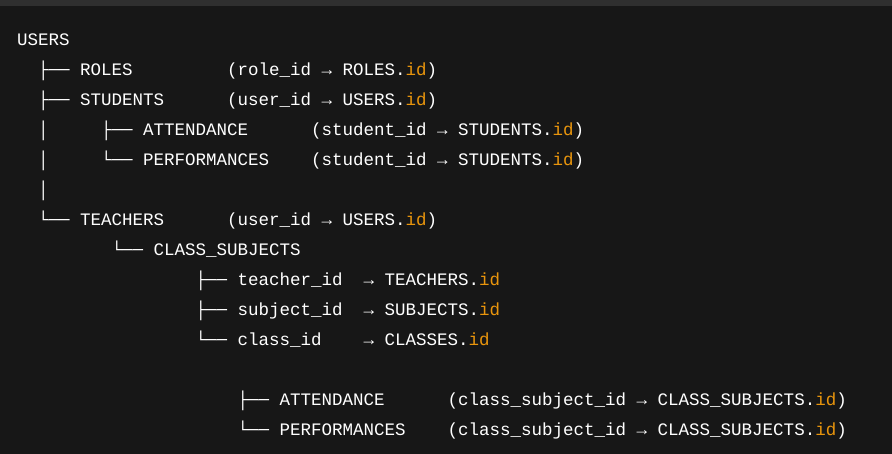 USERS
  ├── ROLES         (role_id → ROLES.id)
  ├── STUDENTS      (user_id → USERS.id)
  │     ├── ATTENDANCE      (student_id → STUDENTS.id)
  │     └── PERFORMANCES    (student_id → STUDENTS.id)
  │
  └── TEACHERS      (user_id → USERS.id)
         └── CLASS_SUBJECTS
                 ├── teacher_id  → TEACHERS.id
                 ├── subject_id  → SUBJECTS.id
                 └── class_id    → CLASSES.id

                     ├── ATTENDANCE      (class_subject_id → CLASS_SUBJECTS.id)
                     └── PERFORMANCES    (class_subject_id → CLASS_SUBJECTS.id)